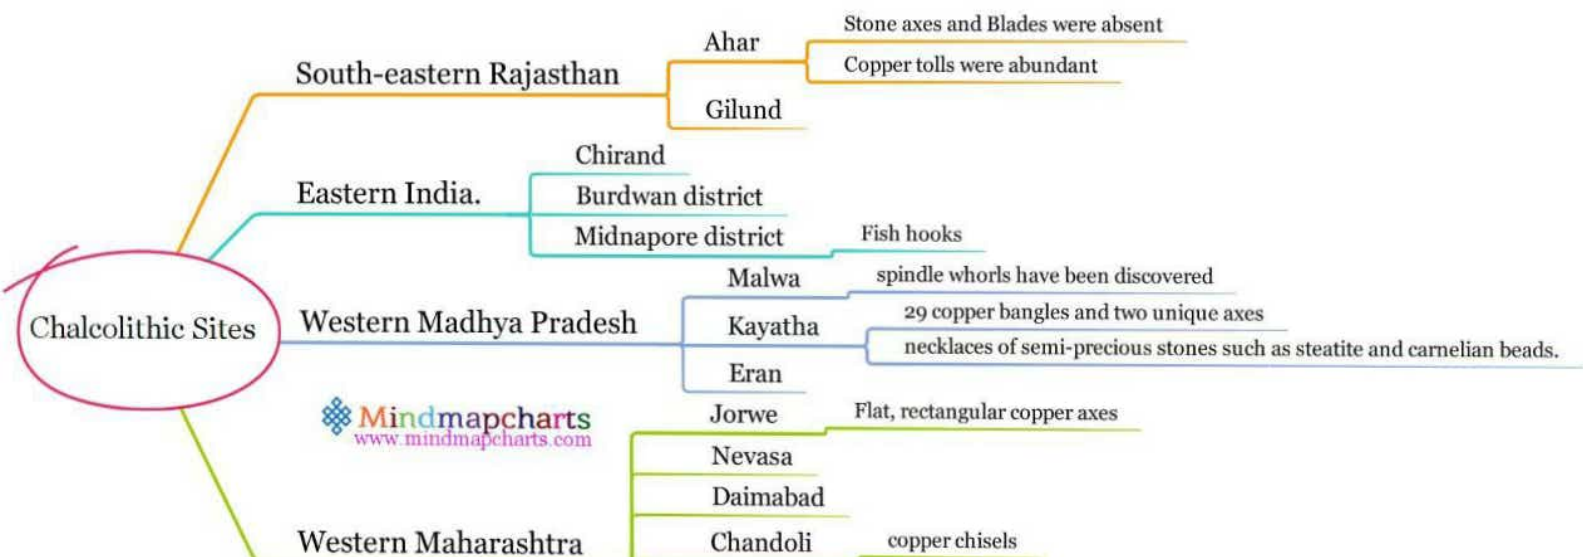 Chalcolithic Sites
South-eastern Rajasthan
Ahar
Stone axes and Blades were absent
Copper tolls were abundant
Gilund
Eastern India.
Chirand
Burdwan district
Midnapore district
Fish hooks
Western Madhya Pradesh
Malwa
spindle whorls have been discovered
Kayatha
29 copper bangles and two unique axes
necklaces of semi-precious stones such as steatite and carnelian beads.
Eran
Mindmapcharts
www.mindmapcharts.com
Western Maharashtra
Jorwe
Flat, rectangular copper axes
Nevasa
Daimabad
Chandoli
copper chisels